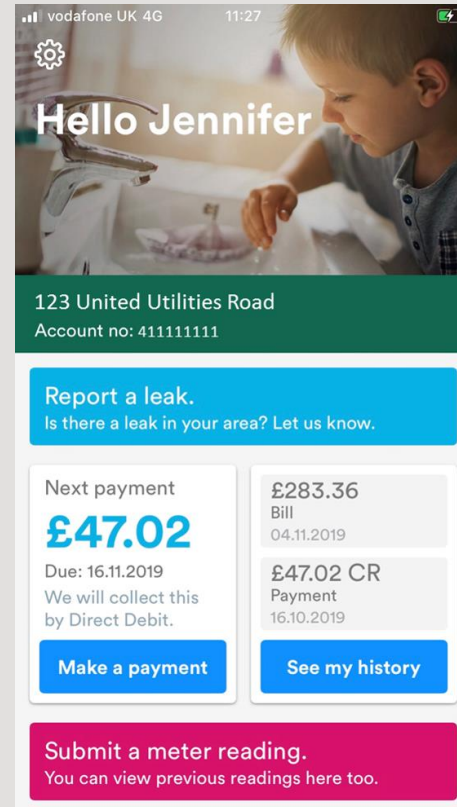 vodafone UK 4G 11:27
Hello Jennifer
123 United Utilities Road
Account no: 411111111
Report a leak.
Is there a leak in your area? Let us know.
Next payment
£47.02
Due: 16.11.2019
We will collect this
by Direct Debit.
Make a payment
£283.36
Bill
04.11.2019
£47.02 CR
Payment
16.10.2019
See my history
Submit a meter reading.
You can view previous readings here too.